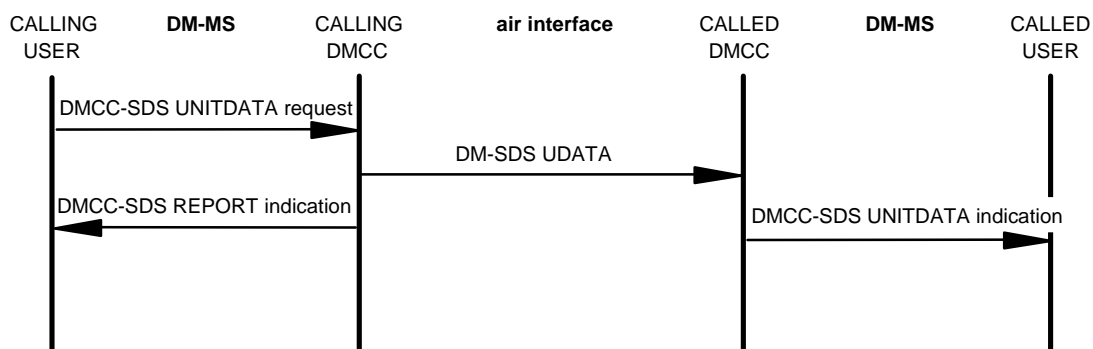 CALLING USER
DM-MS
CALLING DMCC
air interface
CALLED DMCC
DM-MS
CALLED USER
DMCC-SDS UNITDATA request
DM-SDS UDATA
DMCC-SDS REPORT indication
DMCC-SDS UNITDATA indication